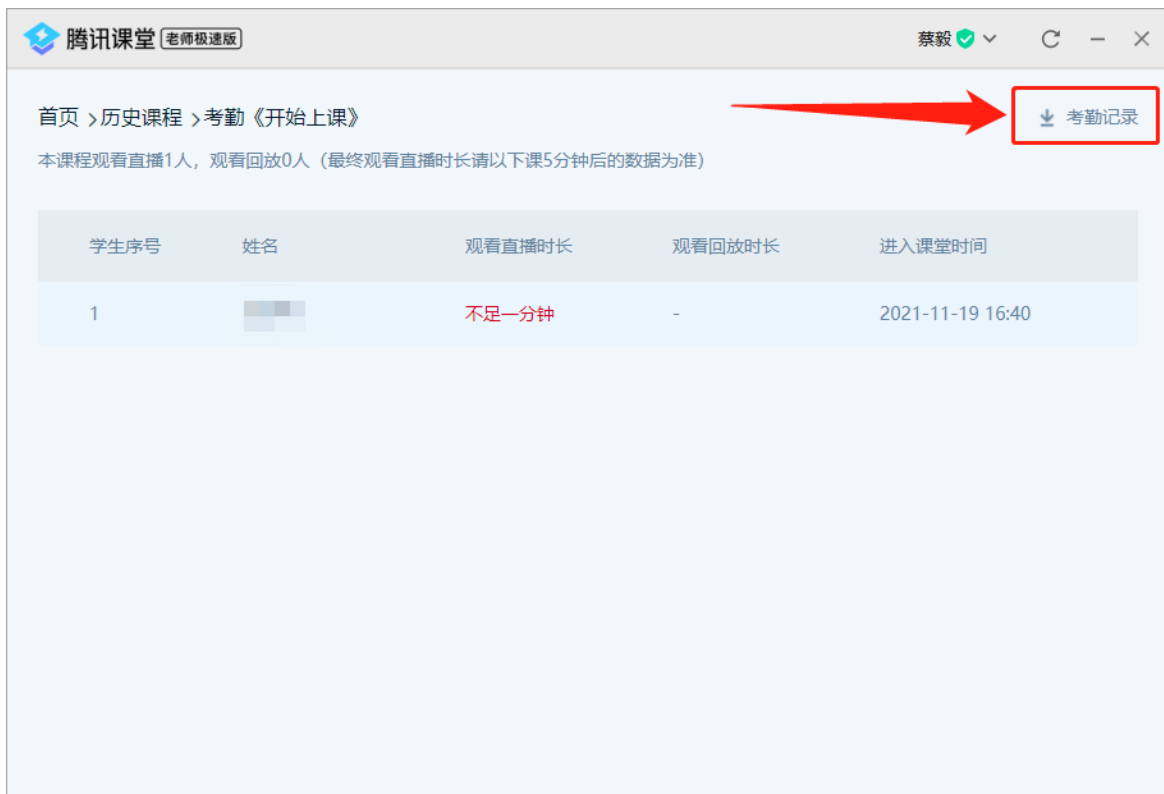 腾讯课堂 老师极速版 蔡毅
首页 >历史课程 >考勤《开始上课》 考勤记录
本课程观看直播1人，观看回放0人（最终观看直播时长请以下课5分钟后的数据为准）
学生序号 姓名 观看直播时长 观看回放时长 进入课堂时间
1 不足一分钟 - 2021-11-19 16:40